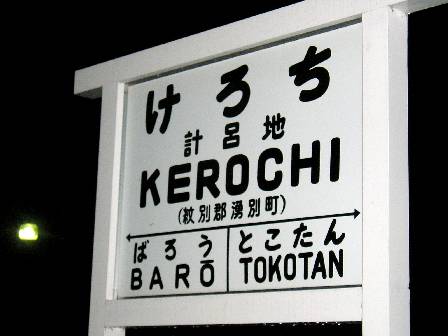 けろち
計呂地
KEROCHI
(紋別郡湧別町)
ばろう とこたん
BARŌ TOKOTAN